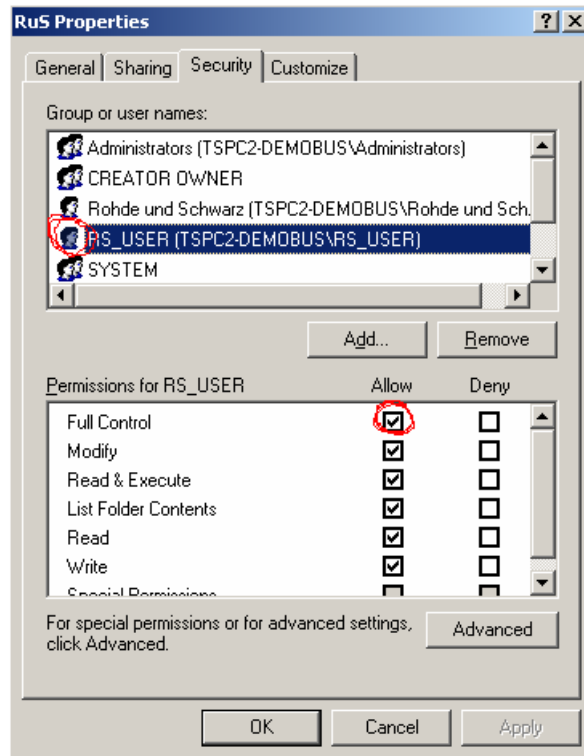 RuS Properties
General Sharing Security Customize
Group or user names:
Administrators (TSPC2-DEMOBUS\Administrators)
CREATOR OWNER
Rohde und Schwarz (TSPC2-DEMOBUS\Rohde und Sch.
RS_USER (TSPC2-DEMOBUS\RS_USER)
SYSTEM
Add... Remove
Permissions for RS_USER Allow Deny
Full Control
Modify
Read & Execute
List Folder Contents
Read
Write
Special Permissions
For special permissions or for advanced settings,
click Advanced.
Advanced
OK Cancel Apply